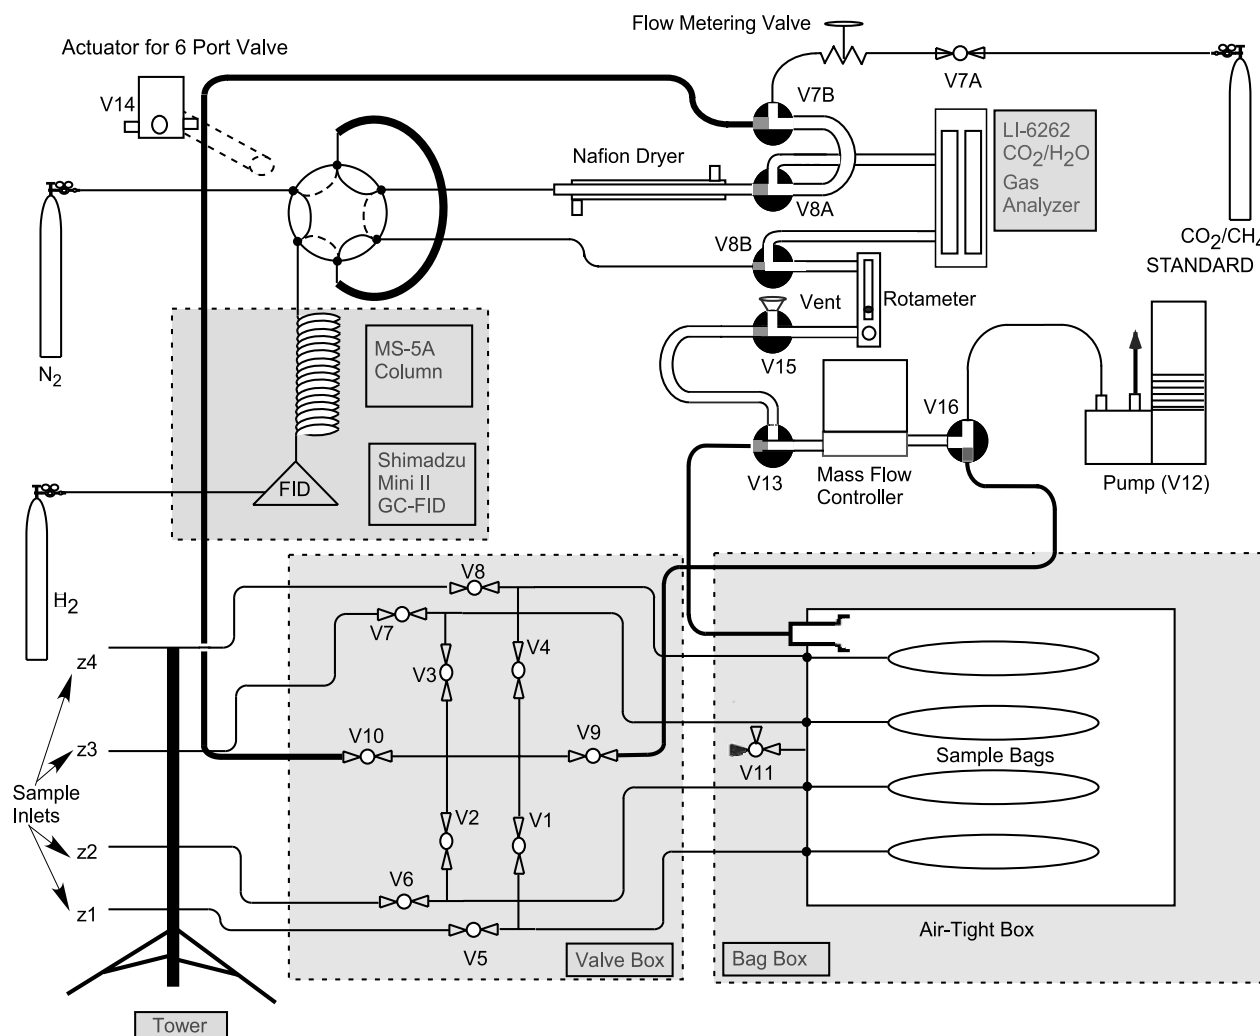 Flow Metering Valve
Actuator for 6 Port Valve
V14
V7A
V7B
LI-6262
CO2/H2O
Gas
Analyzer
Nafion Dryer
V8A
V8B
CO2/CH4
STANDARD
Vent
Rotameter
V15
MS-5A
Column
N2
V16
Shimadzu
Mini II
GC-FID
FID
V13
Mass Flow
Controller
Pump (V12)
H2
V8
V7
V4
V3
z4
z3
V10
V9
V11
Sample Bags
Sample
Inlets
V2
V1
z2
V6
z1
Air-Tight Box
V5
Valve Box
Bag Box
Tower